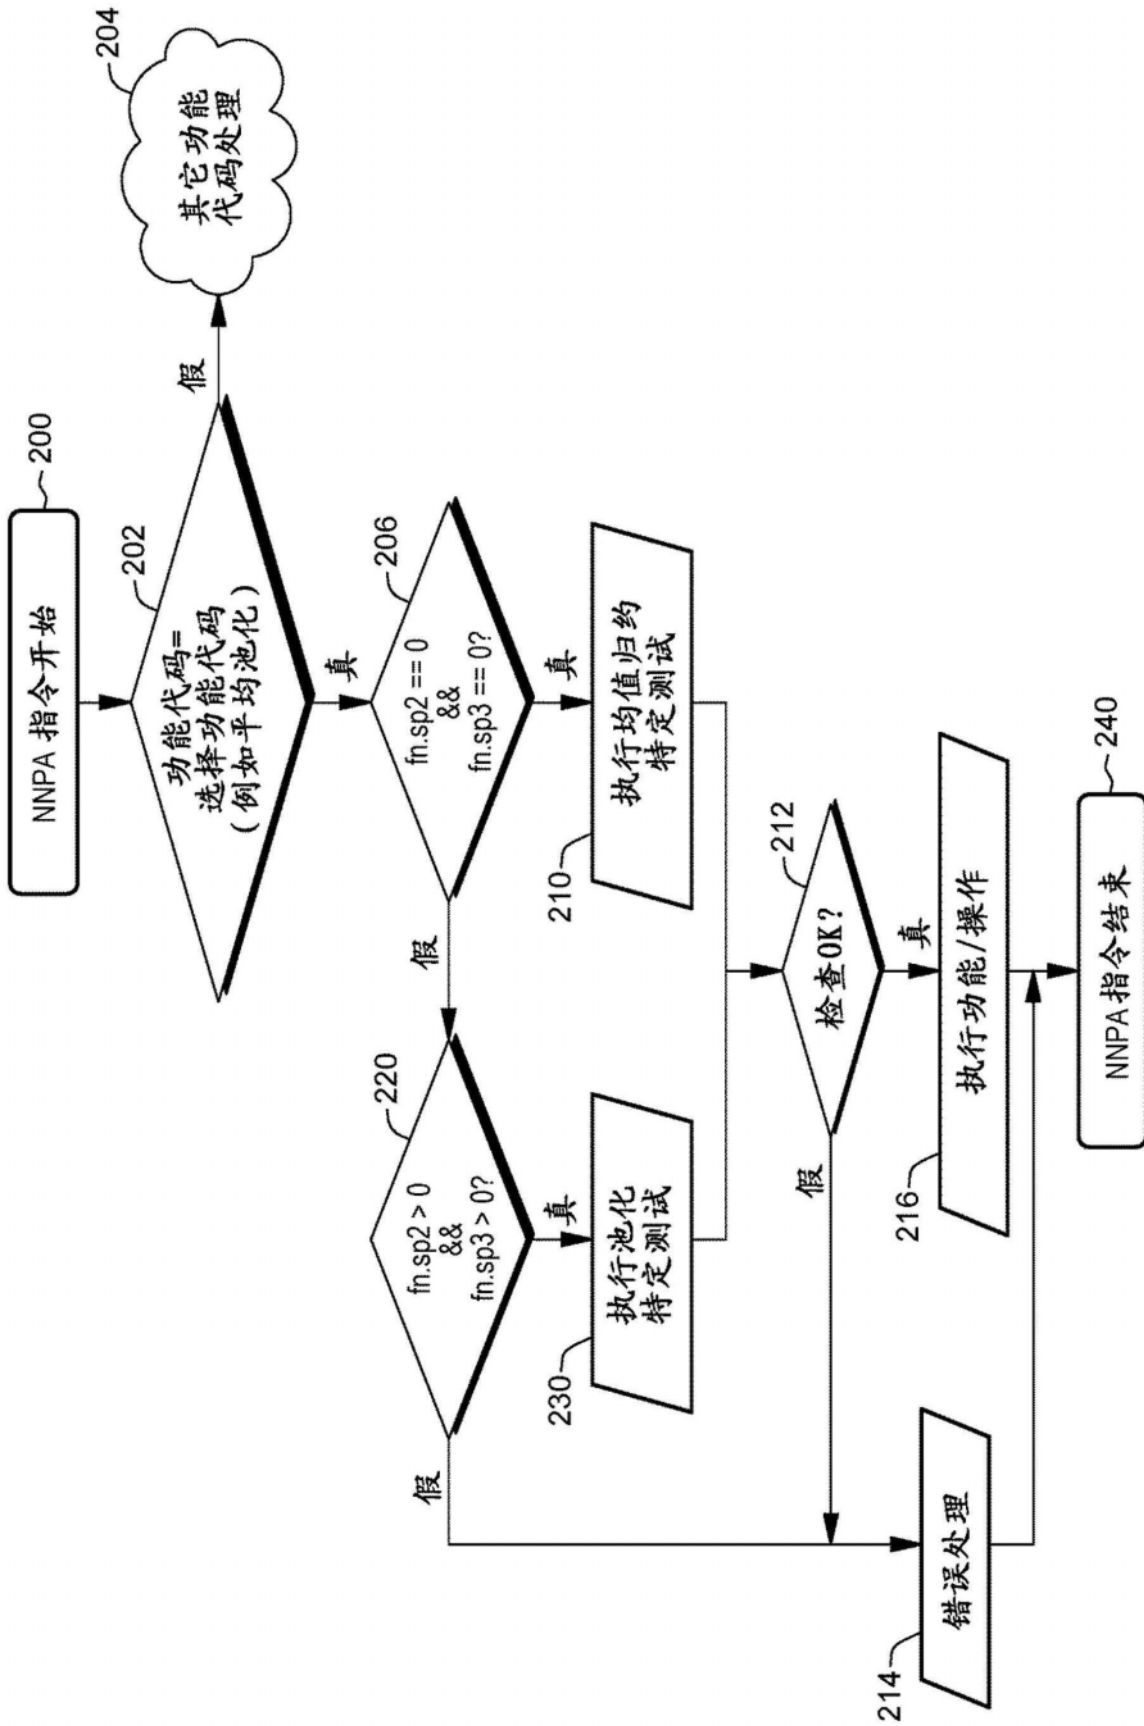 NNPA 指令开始
200
202
功能代码=
选择功能代码
(例如平均池化)
假
204
其它功能
代码处理
真
206
fn.sp2 == 0
&&
fn.sp3 == 0?
假
真
220
fn.sp2 > 0
&&
fn.sp3 > 0?
假
真
210
执行均值归约
特定测试
230
执行池化
特定测试
212
检查OK?
假
真
214
错误处理
216
执行功能/操作
240
NNPA 指令结束